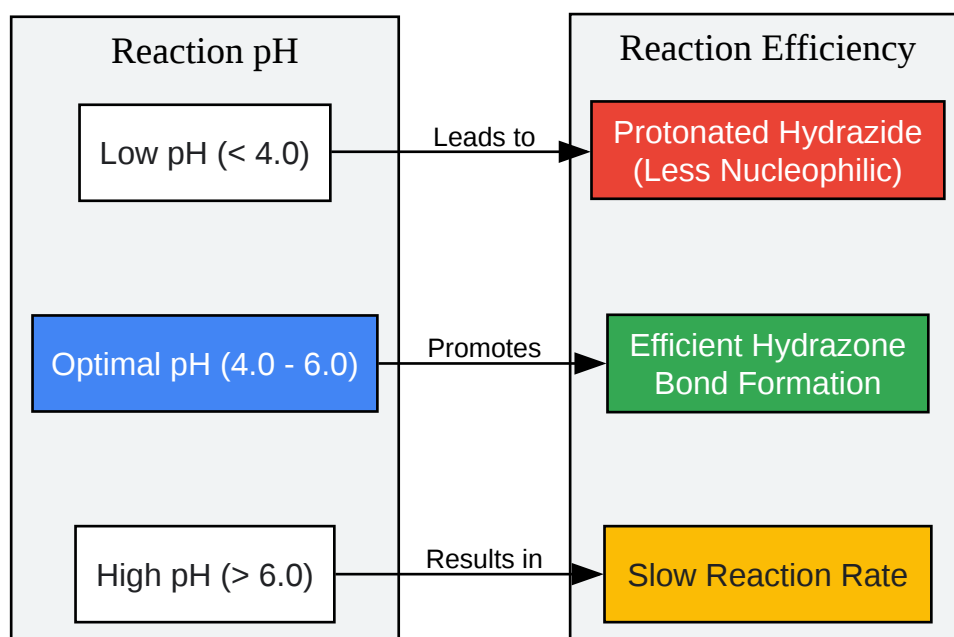 Reaction pH
Reaction Efficiency
Low pH (< 4.0)
Leads to
Protonated Hydrazide
(Less Nucleophilic)
Optimal pH (4.0 - 6.0)
Promotes
Efficient Hydrazone
Bond Formation
High pH (> 6.0)
Results in
Slow Reaction Rate